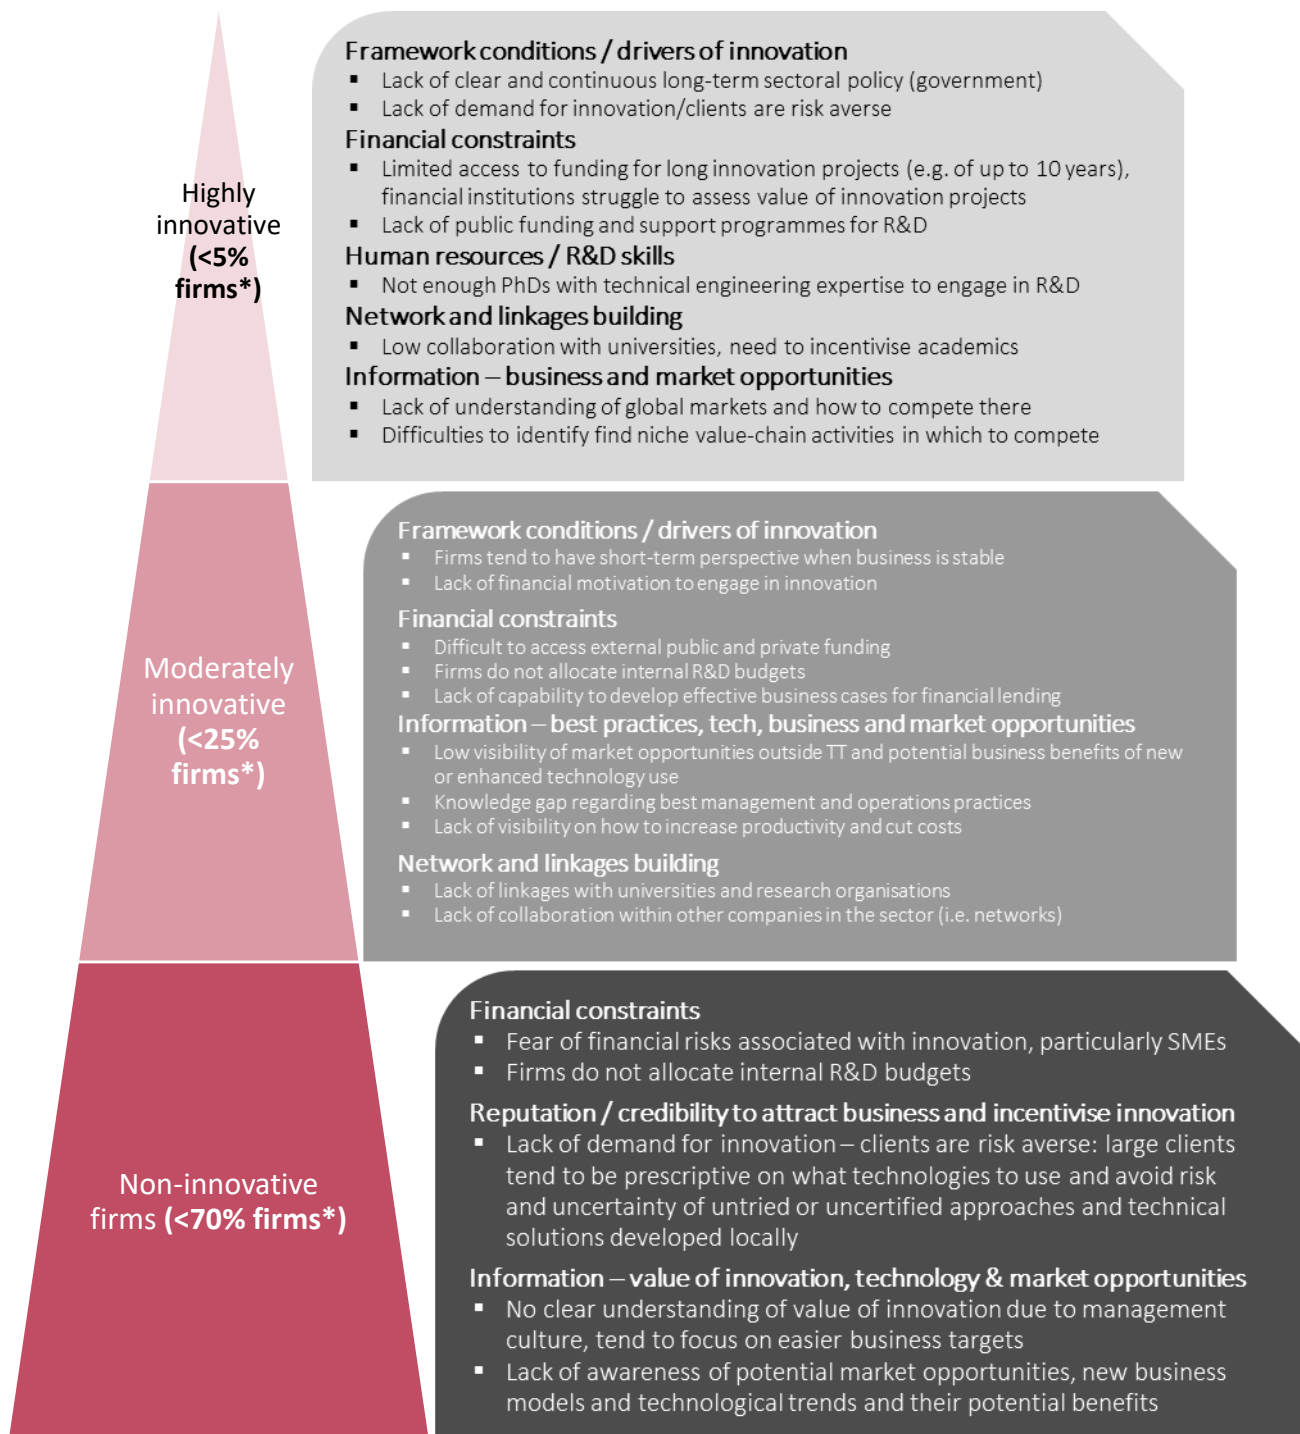 Highly
innovative
(<5%
firms*)
Framework conditions / drivers of innovation
▪ Lack of clear and continuous long-term sectoral policy (government)
▪ Lack of demand for innovation/clients are risk averse
Financial constraints
▪ Limited access to funding for long innovation projects (e.g. of up to 10 years),
financial institutions struggle to assess value of innovation projects
▪ Lack of public funding and support programmes for R&D
Human resources / R&D skills
▪ Not enough PhDs with technical engineering expertise to engage in R&D
Network and linkages building
▪ Low collaboration with universities, need to incentivise academics
Information – business and market opportunities
▪ Lack of understanding of global markets and how to compete there
▪ Difficulties to identify find niche value-chain activities in which to compete
Moderately
innovative
(<25%
firms*)
Framework conditions / drivers of innovation
▪ Firms tend to have short-term perspective when business is stable
▪ Lack of financial motivation to engage in innovation
Financial constraints
▪ Difficult to access external public and private funding
▪ Firms do not allocate internal R&D budgets
▪ Lack of capability to develop effective business cases for financial lending
Information – best practices, tech, business and market opportunities
▪ Low visibility of market opportunities outside TT and potential business benefits of new
or enhanced technology use
▪ Knowledge gap regarding best management and operations practices
▪ Lack of visibility on how to increase productivity and cut costs
Network and linkages building
▪ Lack of linkages with universities and research organisations
▪ Lack of collaboration within other companies in the sector (i.e. networks)
Non-innovative
firms (<70% firms*)
Financial constraints
▪ Fear of financial risks associated with innovation, particularly SMEs
▪ Firms do not allocate internal R&D budgets
Reputation / credibility to attract business and incentivise innovation
▪ Lack of demand for innovation – clients are risk averse: large clients
tend to be prescriptive on what technologies to use and avoid risk
and uncertainty of untried or uncertified approaches and technical
solutions developed locally
Information – value of innovation, technology & market opportunities
▪ No clear understanding of value of innovation due to management
culture, tend to focus on easier business targets
▪ Lack of awareness of potential market opportunities, new business
models and technological trends and their potential benefits